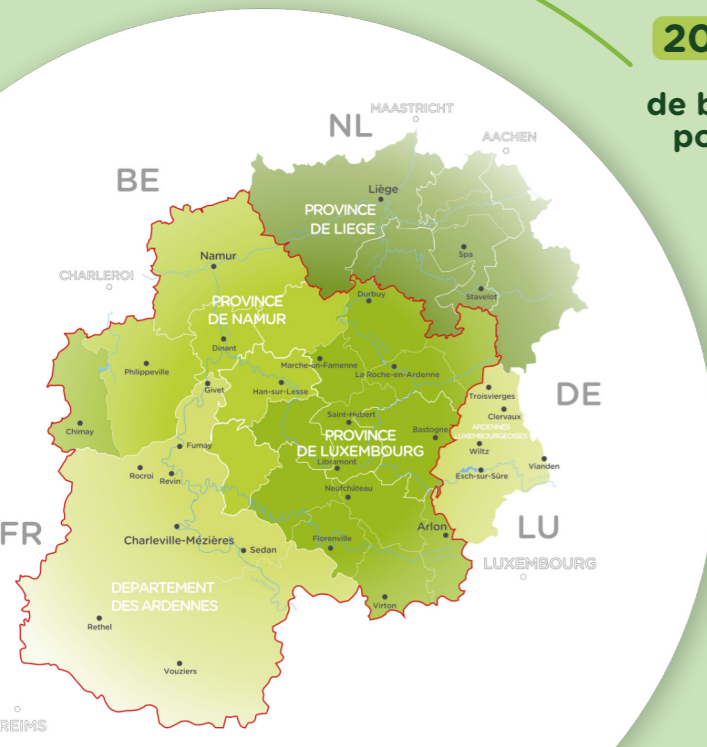 20
de b
po
MAASTRICHT
NL
AACHEN
BE
Liège
PROVINCE
DE LIEGE
Spa
Namur
CHARLEROI
Stavelot
Durbuy
PROVINCE
DE NAMUR
Dinant
Marche-en-Famenne
La Roche-en-Ardenne
Philippeville
Givet
Han-sur-Lesse
DE
Troisvierges
Clervaux
Saint-Hubert
Chimay
Bastogne
ARDENNES
LUXEMBOURGEOISES
PROVINCE
DE LUXEMBOURG
Fumay
Wiltz
Libramont
Vianden
Rocroi
Revin
Esch-sur-Sûre
Neufchâteau
FR
Arlon
LU
Charleville-Mézières
Florenville
Sedan
LUXEMBOURG
DEPARTEMENT
DES ARDENNES
Virton
Rethel
Vouziers
REIMS